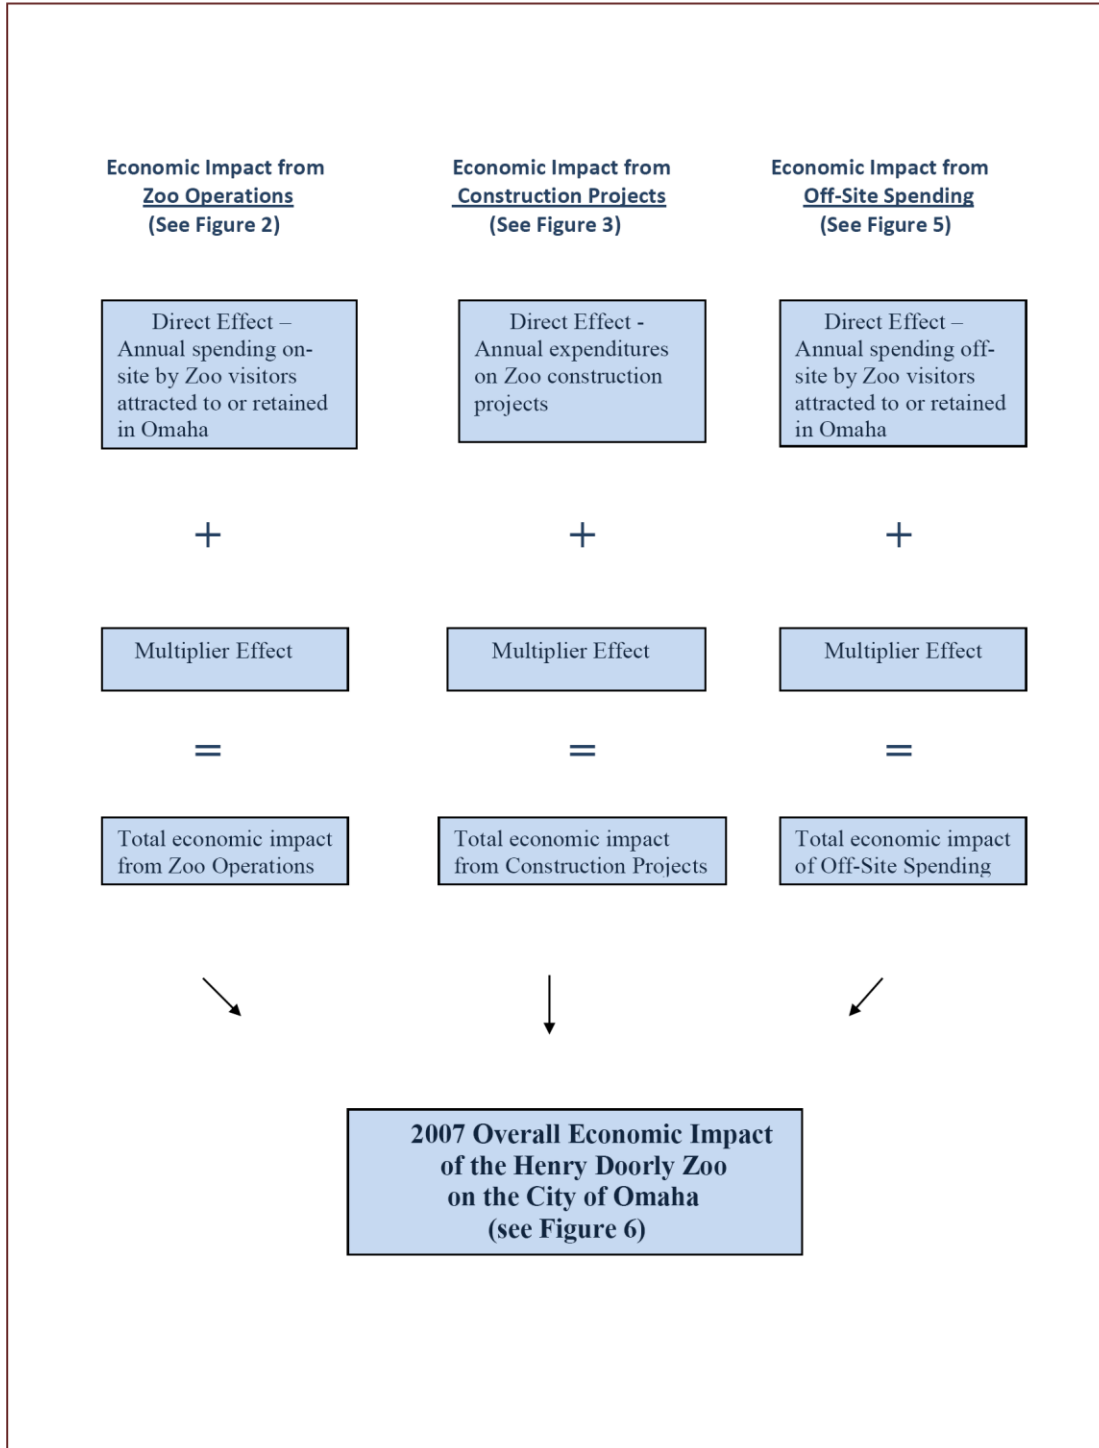 Economic Impact from
Zoo Operations
(See Figure 2)
Economic Impact from
Construction Projects
(See Figure 3)
Economic Impact from
Off-Site Spending
(See Figure 5)
Direct Effect –
Annual spending on-
site by Zoo visitors
attracted to or retained
in Omaha
Direct Effect -
Annual expenditures
on Zoo construction
projects
Direct Effect –
Annual spending off-
site by Zoo visitors
attracted to or retained
in Omaha
+
+
+
Multiplier Effect
Multiplier Effect
Multiplier Effect
=
=
=
Total economic impact
from Zoo Operations
Total economic impact
from Construction Projects
Total economic impact
of Off-Site Spending
2007 Overall Economic Impact
of the Henry Doorly Zoo
on the City of Omaha
(see Figure 6)